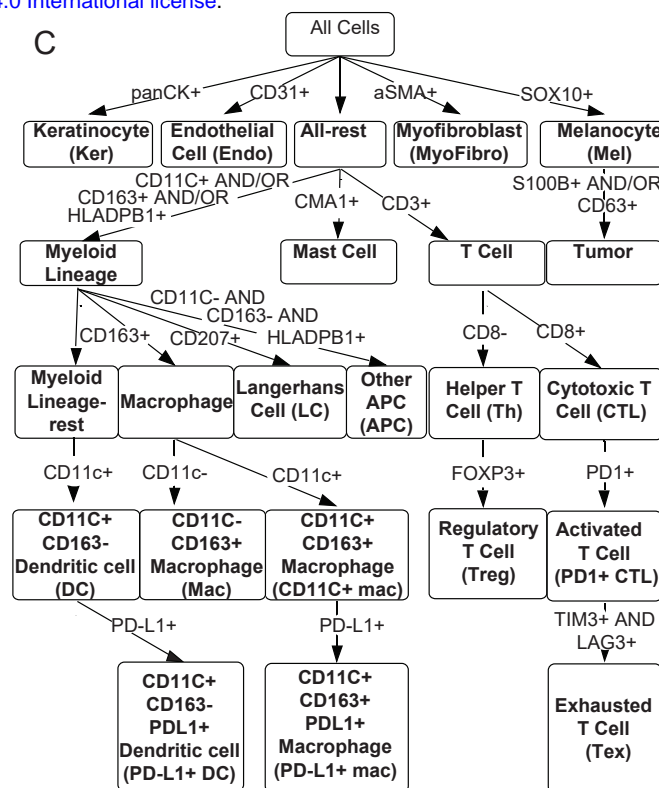 4.0 International license.
C
All Cells
panCK+
CD31+
aSMA+
SOX10+
Keratinocyte
(Ker)
Endothelial
Cell (Endo)
All-rest
Myofibroblast
(MyoFibro)
Melanocyte
(Mel)
CD11C+ AND/OR
CD163+ AND/OR
HLADPB1+
CMA1+
CD3+
S100B+ AND/OR
CD63+
Myeloid
Lineage
Mast Cell
T Cell
Tumor
CD163+
CD207+
CD11C- AND
CD163- AND
HLADPB1+
CD8-
CD8+
Myeloid
Lineage-
rest
Macrophage
Langerhans
Cell (LC)
Other
APC
(APC)
Helper T
Cell (Th)
Cytotoxic T
Cell (CTL)
CD11c+
CD11c-
CD11c+
FOXP3+
PD1+
CD11C+
CD163-
Dendritic cell
(DC)
CD11C-
CD163+
Macrophage
(Mac)
CD11C+
CD163+
Macrophage
(CD11C+ mac)
Regulatory
T Cell
(Treg)
Activated
T Cell
(PD1+ CTL)
PD-L1+
PD-L1+
TIM3+ AND
LAG3+
CD11C+
CD163-
PDL1+
Dendritic cell
(PD-L1+ DC)
CD11C+
CD163+
PDL1+
Macrophage
(PD-L1+ mac)
Exhausted
T Cell
(Tex)